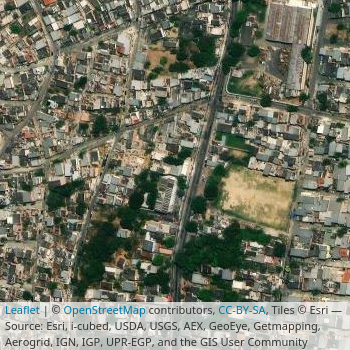 Leaflet | © OpenStreetMap contributors, CC-BY-SA, Tiles © Esri —
Source: Esri, i-cubed, USDA, USGS, AEX, GeoEye, Getmapping,
Aerogrid, IGN, IGP, UPR-EGP, and the GIS User Community